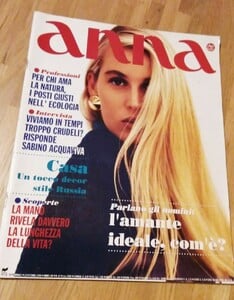 anna
Professioni
PER CHI AMA
LA NATURA,
I POSTI GIUSTI
NELL' ECOLOGIA
Intervista
VIVIAMO IN TEMPI
TROPPO CRUDELI?
RISPONDE
SABINO ACQUAVIVA
Casa
Un tocco decor
stile Russia
Scoperte
LA MANO
RIVELA DAVVERO
LA LUNGHEZZA
DELLA VITA?
Parlano gli uomini:
l'amante
ideale, com'è?